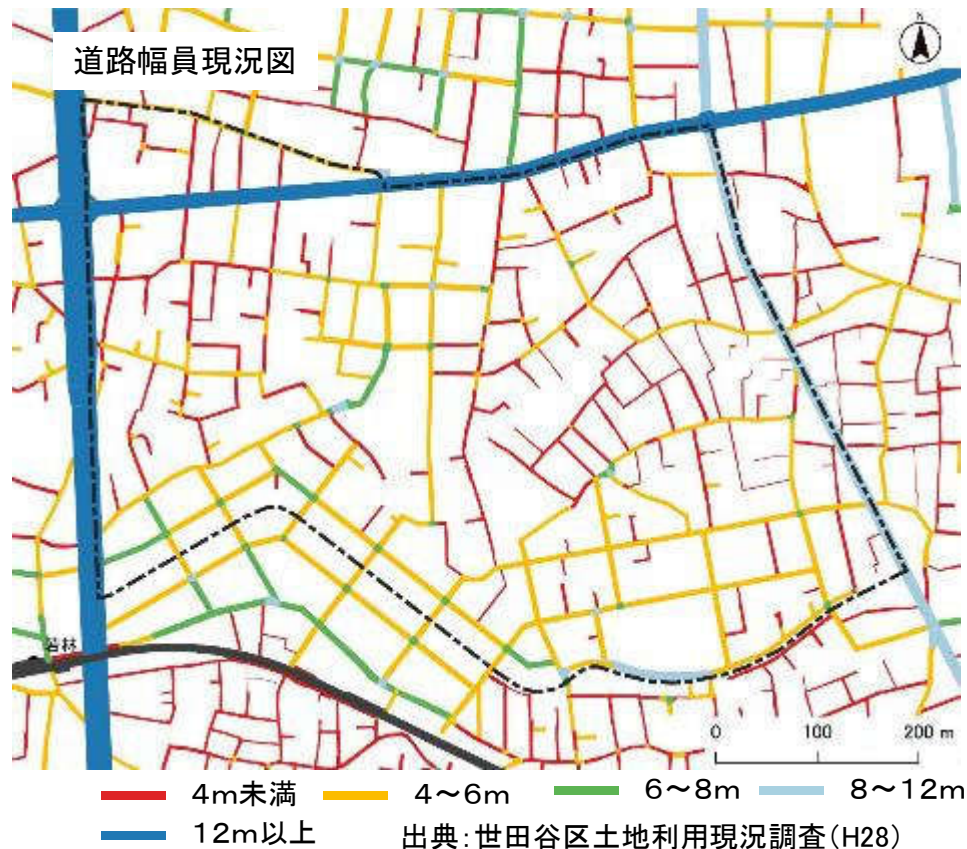 道路幅員現況図
N
若林
0 100 200 m
4m未満 4～6m 6～8m 8～12m
12m以上 出典：世田谷区土地利用現況調査（H28）